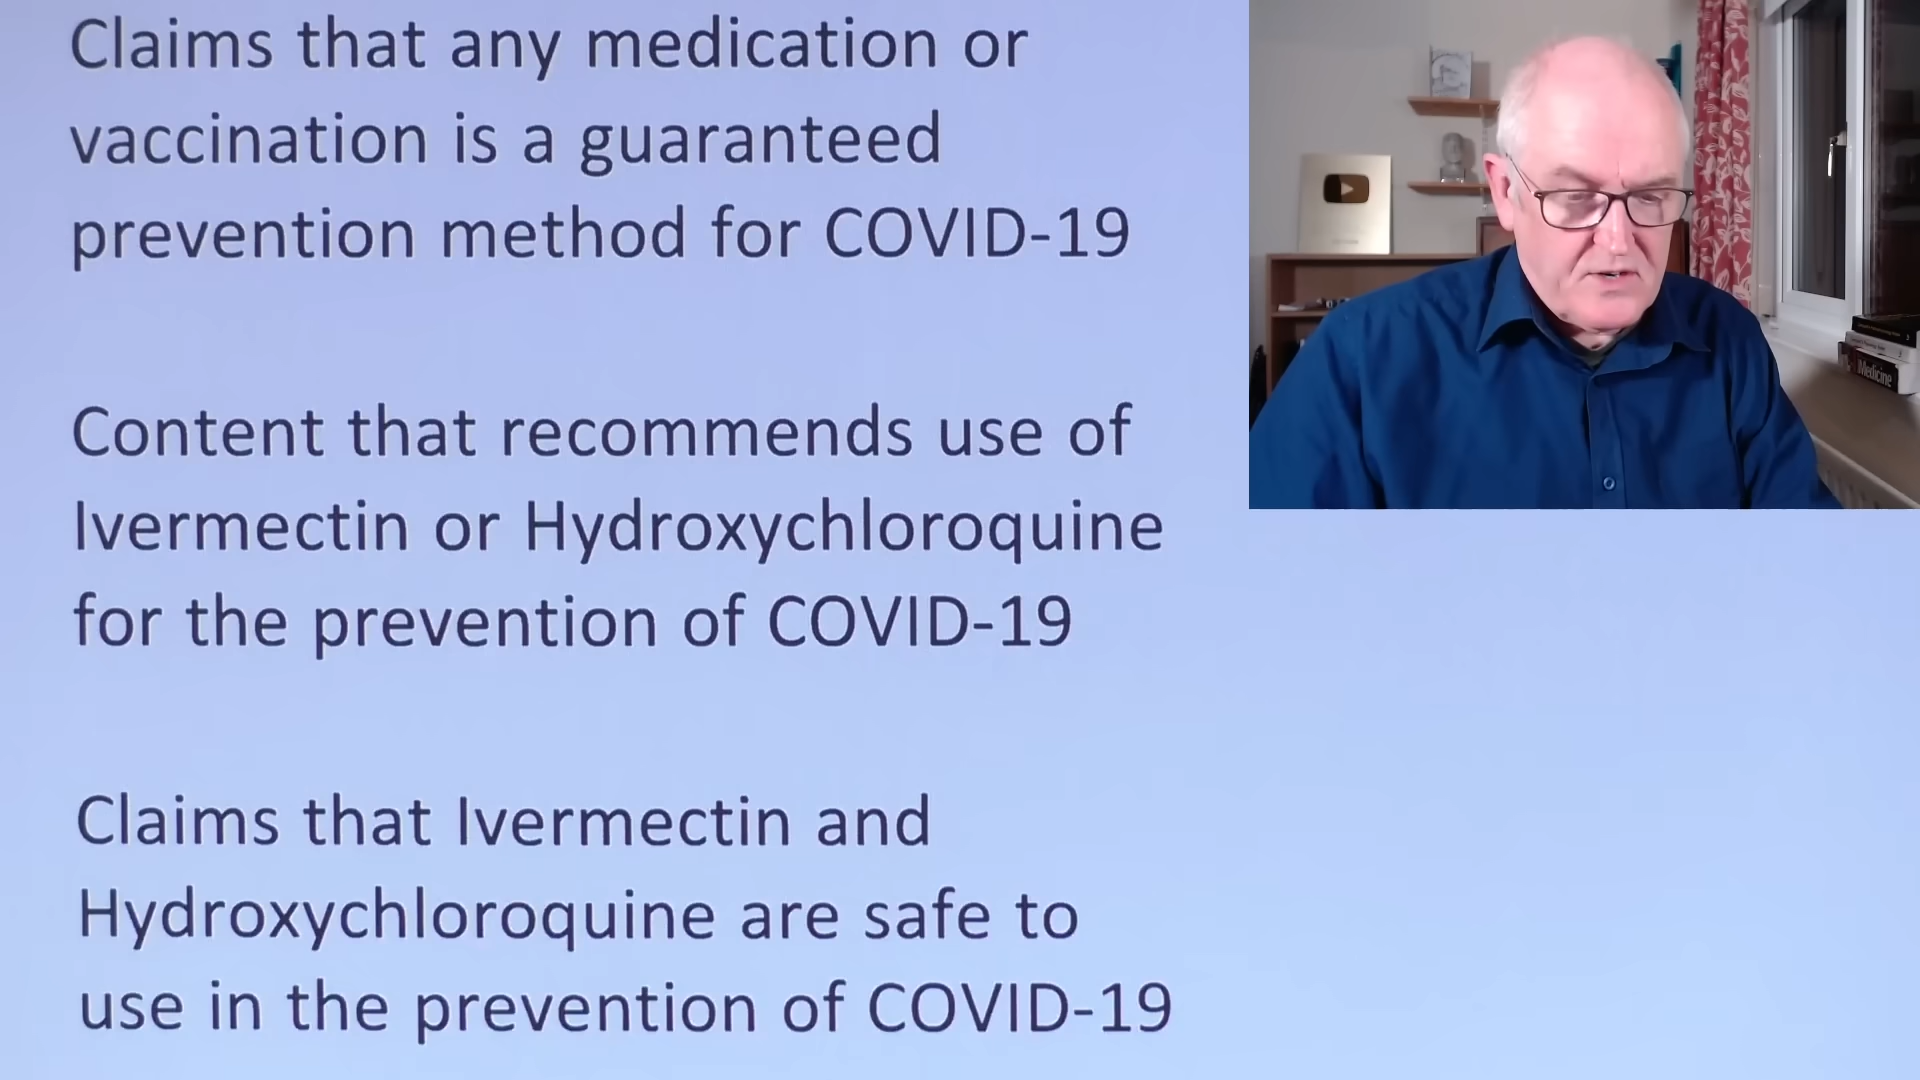 Claims that any medication or
vaccination is a guaranteed
prevention method for COVID-19
Content that recommends use of
Ivermectin or Hydroxychloroquine
for the prevention of COVID-19
Claims that Ivermectin and
Hydroxychloroquine are safe to
use in the prevention of COVID-19
Medicine